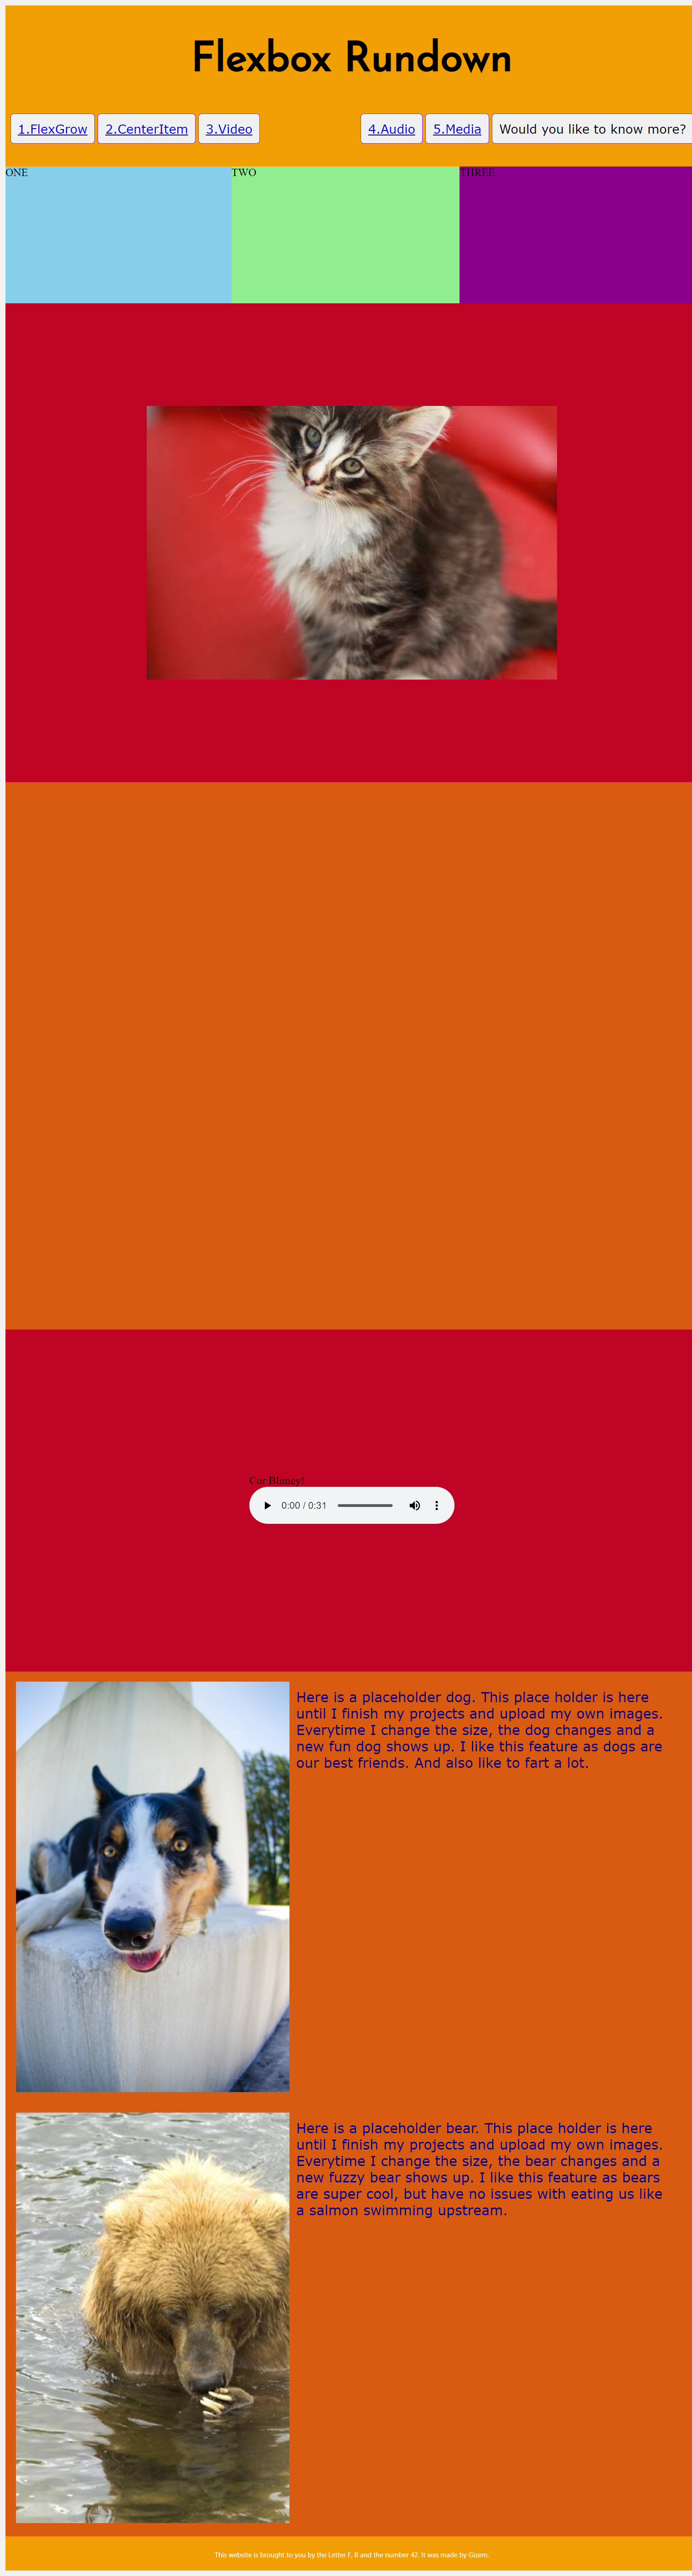 Flexbox Rundown
1.FlexGrow 2.CenterItem 3.Video 4.Audio 5.Media Would you like to know more?
ONE TWO THREE
Cor Blimey!
0:00 / 0:31
Here is a placeholder dog. This place holder is here
until I finish my projects and upload my own images.
Everytime I change the size, the dog changes and a
new fun dog shows up. I like this feature as dogs are
our best friends. And also like to fart a lot.
Here is a placeholder bear. This place holder is here
until I finish my projects and upload my own images.
Everytime I change the size, the bear changes and a
new fuzzy bear shows up. I like this feature as bears
are super cool, but have no issues with eating us like
a salmon swimming upstream.
This website is brought to you by the Letter F, B and the number 42. It was made by Gizem.